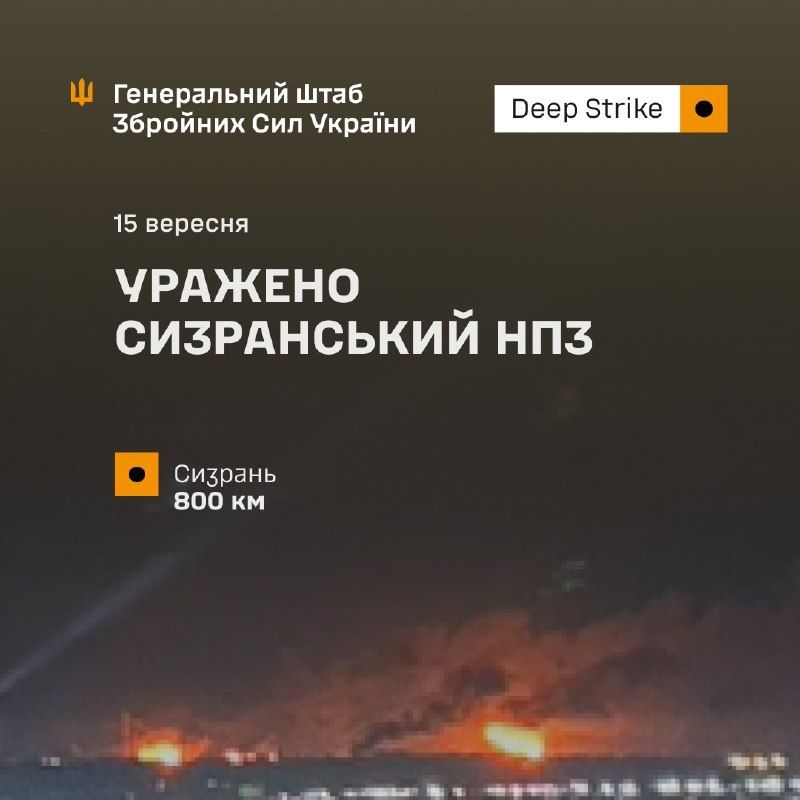 Генеральний Штаб
Збройних Сил України
Deep Strike
15 вересня
УРАЖЕНО
СИЗРАНСЬКИЙ НПЗ
Сизрань
800 км